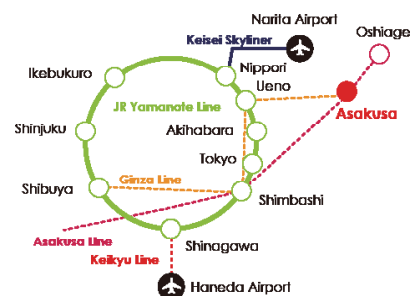 Narita Airport
Oshiage
Keisei Skyliner
Nippori
Ikebukuro
Ueno
JR Yamanate Line
Asakusa
Shinjuku
Akihabara
Tokyo
Ginza Line
Shibuya
Shimbashi
Asakusa Line
Shinagawa
Keikyu Line
Haneda Airport